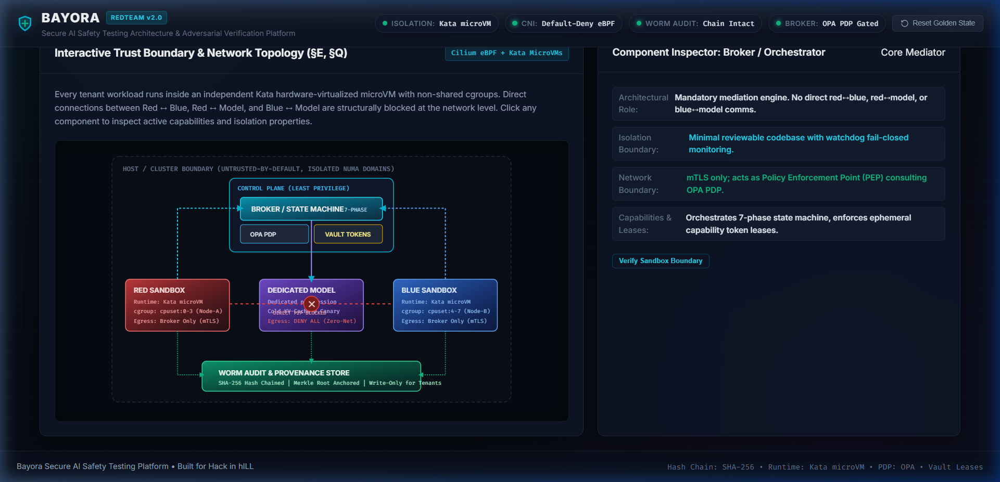 BAYORA
REDTEAM v2.0
Secure AI Safety Testing Architecture & Adversarial Verification Platform
ISOLATION: Kata microVM
CNI: Default-Deny eBPF
WORM AUDIT: Chain Intact
BROKER: OPA PDP Gated
Reset Golden State
Interactive Trust Boundary & Network Topology (§E, §Q)
Cilium eBPF + Kata MicroVMs
Every tenant workload runs inside an independent Kata hardware-virtualized microVM with non-shared cgroups. Direct
connections between Red ↔ Blue, Red ↔ Model, and Blue ↔ Model are structurally blocked at the network level. Click any
component to inspect active capabilities and isolation properties.
HOST / CLUSTER BOUNDARY (UNTRUSTED-BY-DEFAULT, ISOLATED NUMA DOMAINS)
CONTROL PLANE (LEAST PRIVILEGE)
BROKER / STATE MACHINE 7-PHASE
OPA PDP
VAULT TOKENS
RED SANDBOX
Runtime: Kata microVM
cgroup: cpuset:0-3 (Node-A)
Egress: Broker Only (mTLS)
DEDICATED MODEL
Dedicated
Cold KV-Cache Canary
DIRECT P2P BLOCKED
Egress: DENY ALL (Zero-Net)
BLUE SANDBOX
Runtime: Kata microVM
cgroup: cpuset:4-7 (Node-B)
Egress: Broker Only (mTLS)
WORM AUDIT & PROVENANCE STORE
SHA-256 Hash Chained | Merkle Root Anchored | Write-Only for Tenants
Component Inspector: Broker / Orchestrator
Core Mediator
Architectural Role: Mandatory mediation engine. No direct red↔blue, red↔model, or
blue↔model comms.
Isolation Boundary: Minimal reviewable codebase with watchdog fail-closed
monitoring.
Network Boundary: mTLS only; acts as Policy Enforcement Point (PEP) consulting
OPA PDP.
Capabilities & Leases: Orchestrates 7-phase state machine, enforces ephemeral
capability token leases.
Verify Sandbox Boundary
Bayora Secure AI Safety Testing Platform • Built for Hack in hILL
Hash Chain: SHA-256 • Runtime: Kata microVM • PDP: OPA • Vault Leases